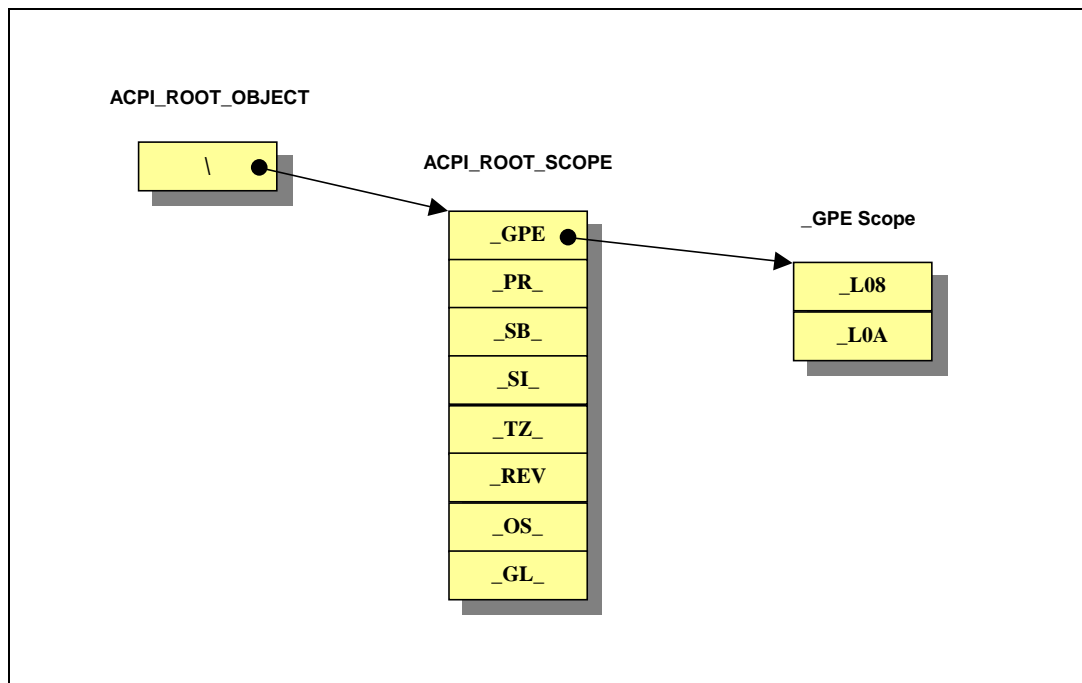 ACPI_ROOT_OBJECT
\
ACPI_ROOT_SCOPE
_GPE
_PR_
_SB_
_SI_
_TZ_
_REV
_OS_
_GL_
_GPE Scope
_L08
_L0A